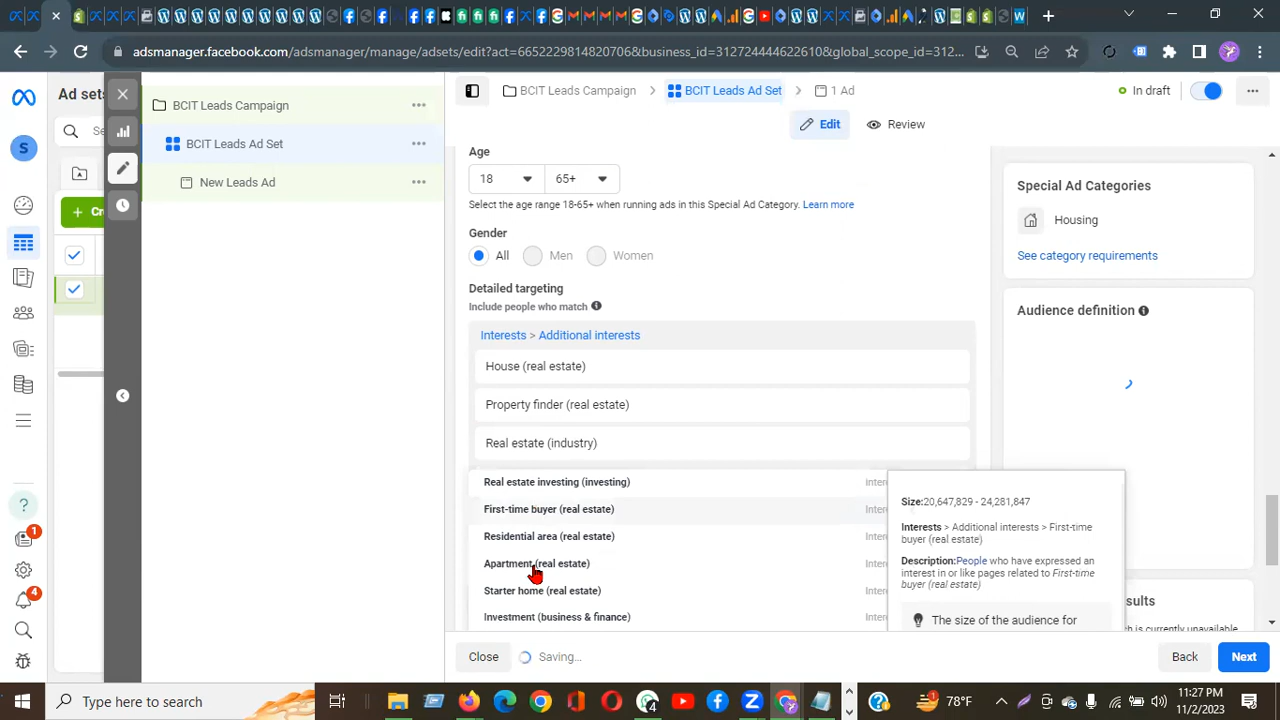 adsmanager.facebook.com/adsmanager/manage/adsets/edit?act=665222981482070​6&business_id=3127244446226108&global_scope_id=312...
Ad sets
BCIT Leads Campaign
BCIT Leads Campaign
BCIT Leads Ad Set
1 Ad
In draft
Edit
Review
BCIT Leads Ad Set
New Leads Ad
S
Age
18
65+
Select the age range 18-65+ when running ads in this Special Ad Category. Learn more
Gender
All
Men
Women
Detailed targeting
Include people who match
Interests > Additional interests
House (real estate)
Property finder (real estate)
Real estate (industry)
Real estate investing (investing)
First-time buyer (real estate)
Residential area (real estate)
Apartment (real estate)
Starter home (real estate)
Investment (business & finance)
Special Ad Categories
Housing
See category requirements
Audience definition
Size:20,647,829 - 24,281,847
Interests > Additional interests > First-time
buyer (real estate)
Description:People who have expressed an
interest in or like pages related to First-time
buyer (real estate)
The size of the audience for
1
4
Close
Saving...
Back
Next
Type here to search
4
1
78°F
11:27 PM
11/2/2023